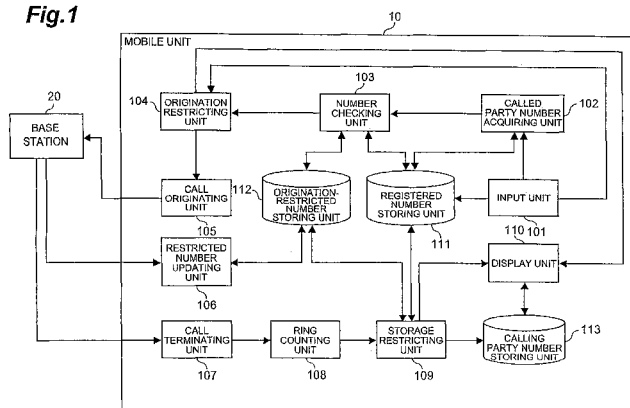 Fig.1
10
MOBILE UNIT
20
BASE
STATION
104
ORIGINATION
RESTRICTING
UNIT
103
NUMBER
CHECKING
UNIT
CALLED
PARTY NUMBER
ACQUIRING UNIT
102
CALL
ORIGINATING
UNIT
105
112
ORIGINATION-
RESTRICTED
NUMBER
STORING UNIT
REGISTERED
NUMBER
STORING UNIT
111
INPUT UNIT
101
RESTRICTED
NUMBER
UPDATING
UNIT
106
110
DISPLAY UNIT
CALL
TERMINATING
UNIT
107
RING
COUNTING
UNIT
108
STORAGE
RESTRICTING
UNIT
109
CALLING
PARTY NUMBER
STORING UNIT
113